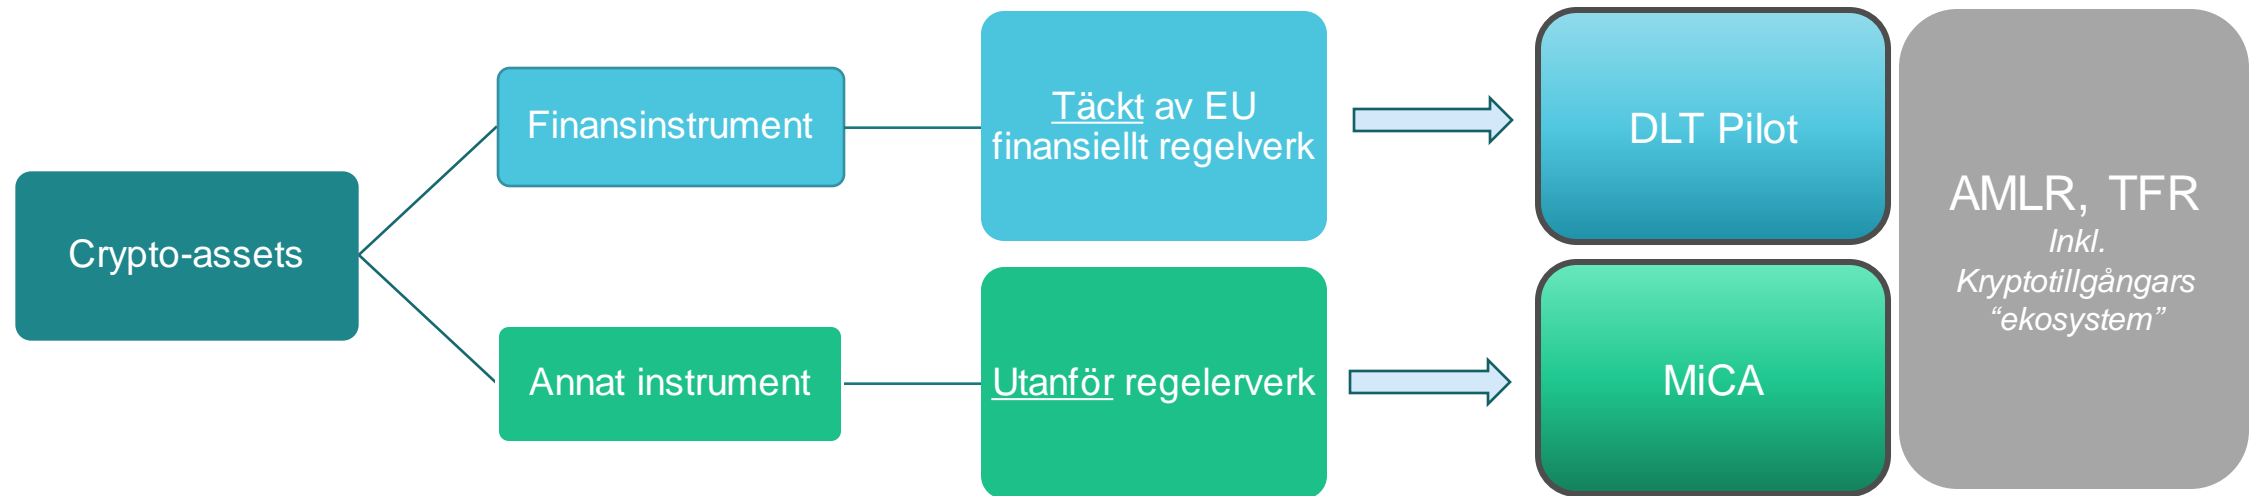 Crypto-assets
Finansinstrument
Täckt av EU
finansiellt regelverk
DLT Pilot
Annat instrument
Utanför regelerverk
MiCA
AMLR, TFR
Inkl.
Kryptotillgångars
“ekosystem”